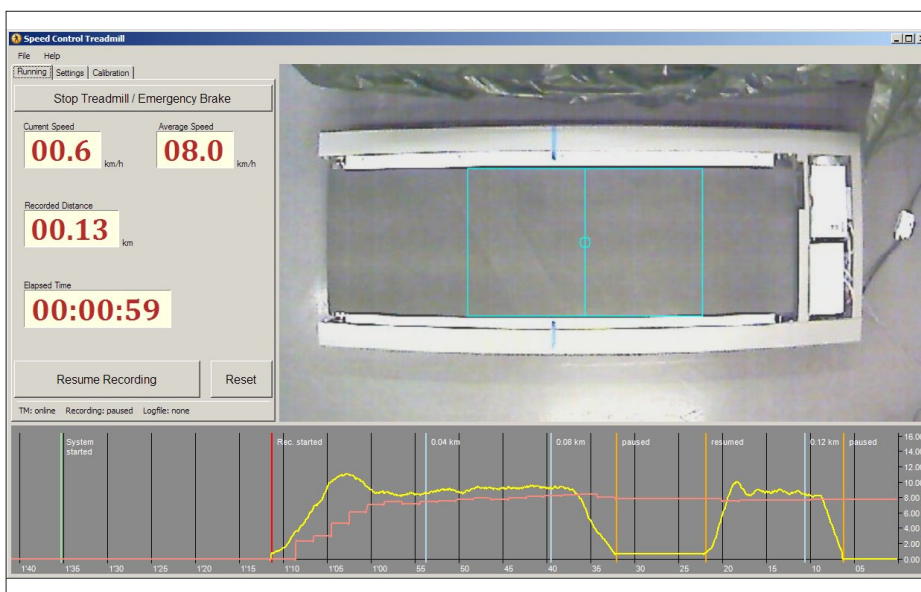 Speed Control Treadmill
File Help
Running Settings Calibration
Stop Treadmill / Emergency Brake
Current Speed Average Speed
00.6 km/h 08.0 km/h
Recorded Distance
00.13 km
Elapsed Time
00:00:59
Resume Recording Reset
TM: online Recording: paused Logfile: none
System started Rec. started 0.04 km 0.08 km paused resumed 0.12 km paused
16.00
14.00
12.00
10.00
8.00
6.00
4.00
2.00
0.00
1'40 1'35 1'30 1'25 1'20 1'15 1'10 1'05 1'00 55 50 45 40 35 30 25 20 15 10 05